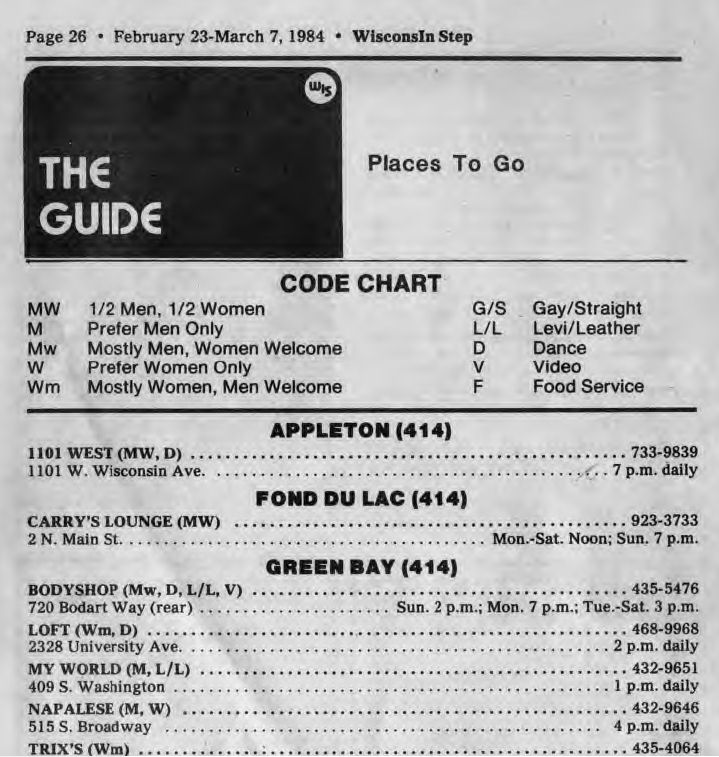 Page 26 • February 23-March 7, 1984 • WisconsIn Step
WIS
THE
GUIDE
Places To Go
CODE CHART
MW 1/2 Men, 1/2 Women G/S Gay/Straight
M Prefer Men Only L/L Levi/Leather
Mw Mostly Men, Women Welcome D Dance
W Prefer Women Only V Video
Wm Mostly Women, Men Welcome F Food Service
APPLETON (414)
1101 WEST (MW, D) ........ 733-9839
1101 W. Wisconsin Ave. ........ 7 p.m. daily
FOND DU LAC (414)
CARRY'S LOUNGE (MW) ........ 923-3733
2 N. Main St. ........ Mon.-Sat. Noon; Sun. 7 p.m.
GREEN BAY (414)
BODYSHOP (Mw, D, L/L, V) ........ 435-5476
720 Bodart Way (rear) ........ Sun. 2 p.m.; Mon. 7 p.m.; Tue.-Sat. 3 p.m.
LOFT (Wm, D) ........ 468-9968
2328 University Ave. ........ 2 p.m. daily
MY WORLD (M, L/L) ........ 432-9651
409 S. Washington ........ 1 p.m. daily
NAPALESE (M, W) ........ 432-9646
515 S. Broadway ........ 4 p.m. daily
TRIX'S (Wm) ........ 435-4064